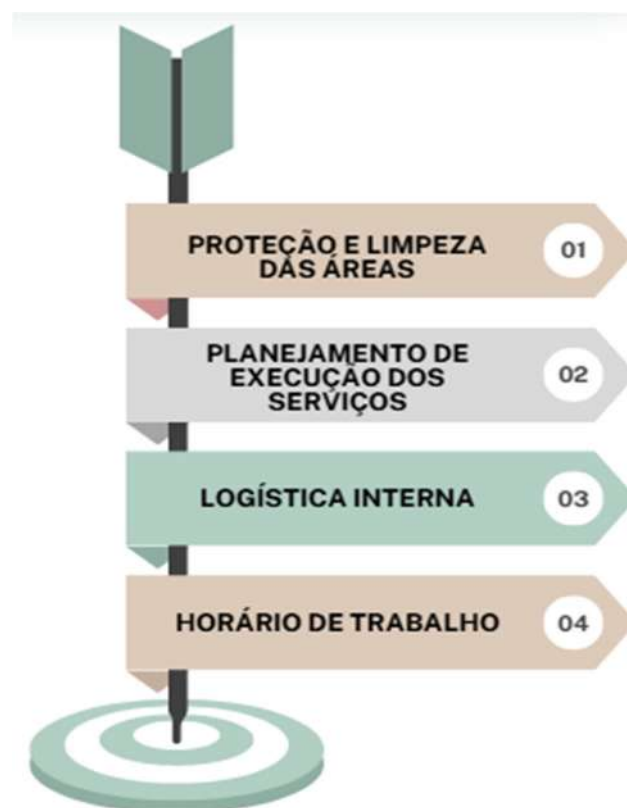 PROTEÇÃO E LIMPEZA
DAS ÁREAS
01
PLANEJAMENTO DE
EXECUÇÃO DOS
SERVIÇOS
02
LOGÍSTICA INTERNA
03
HORÁRIO DE TRABALHO
04